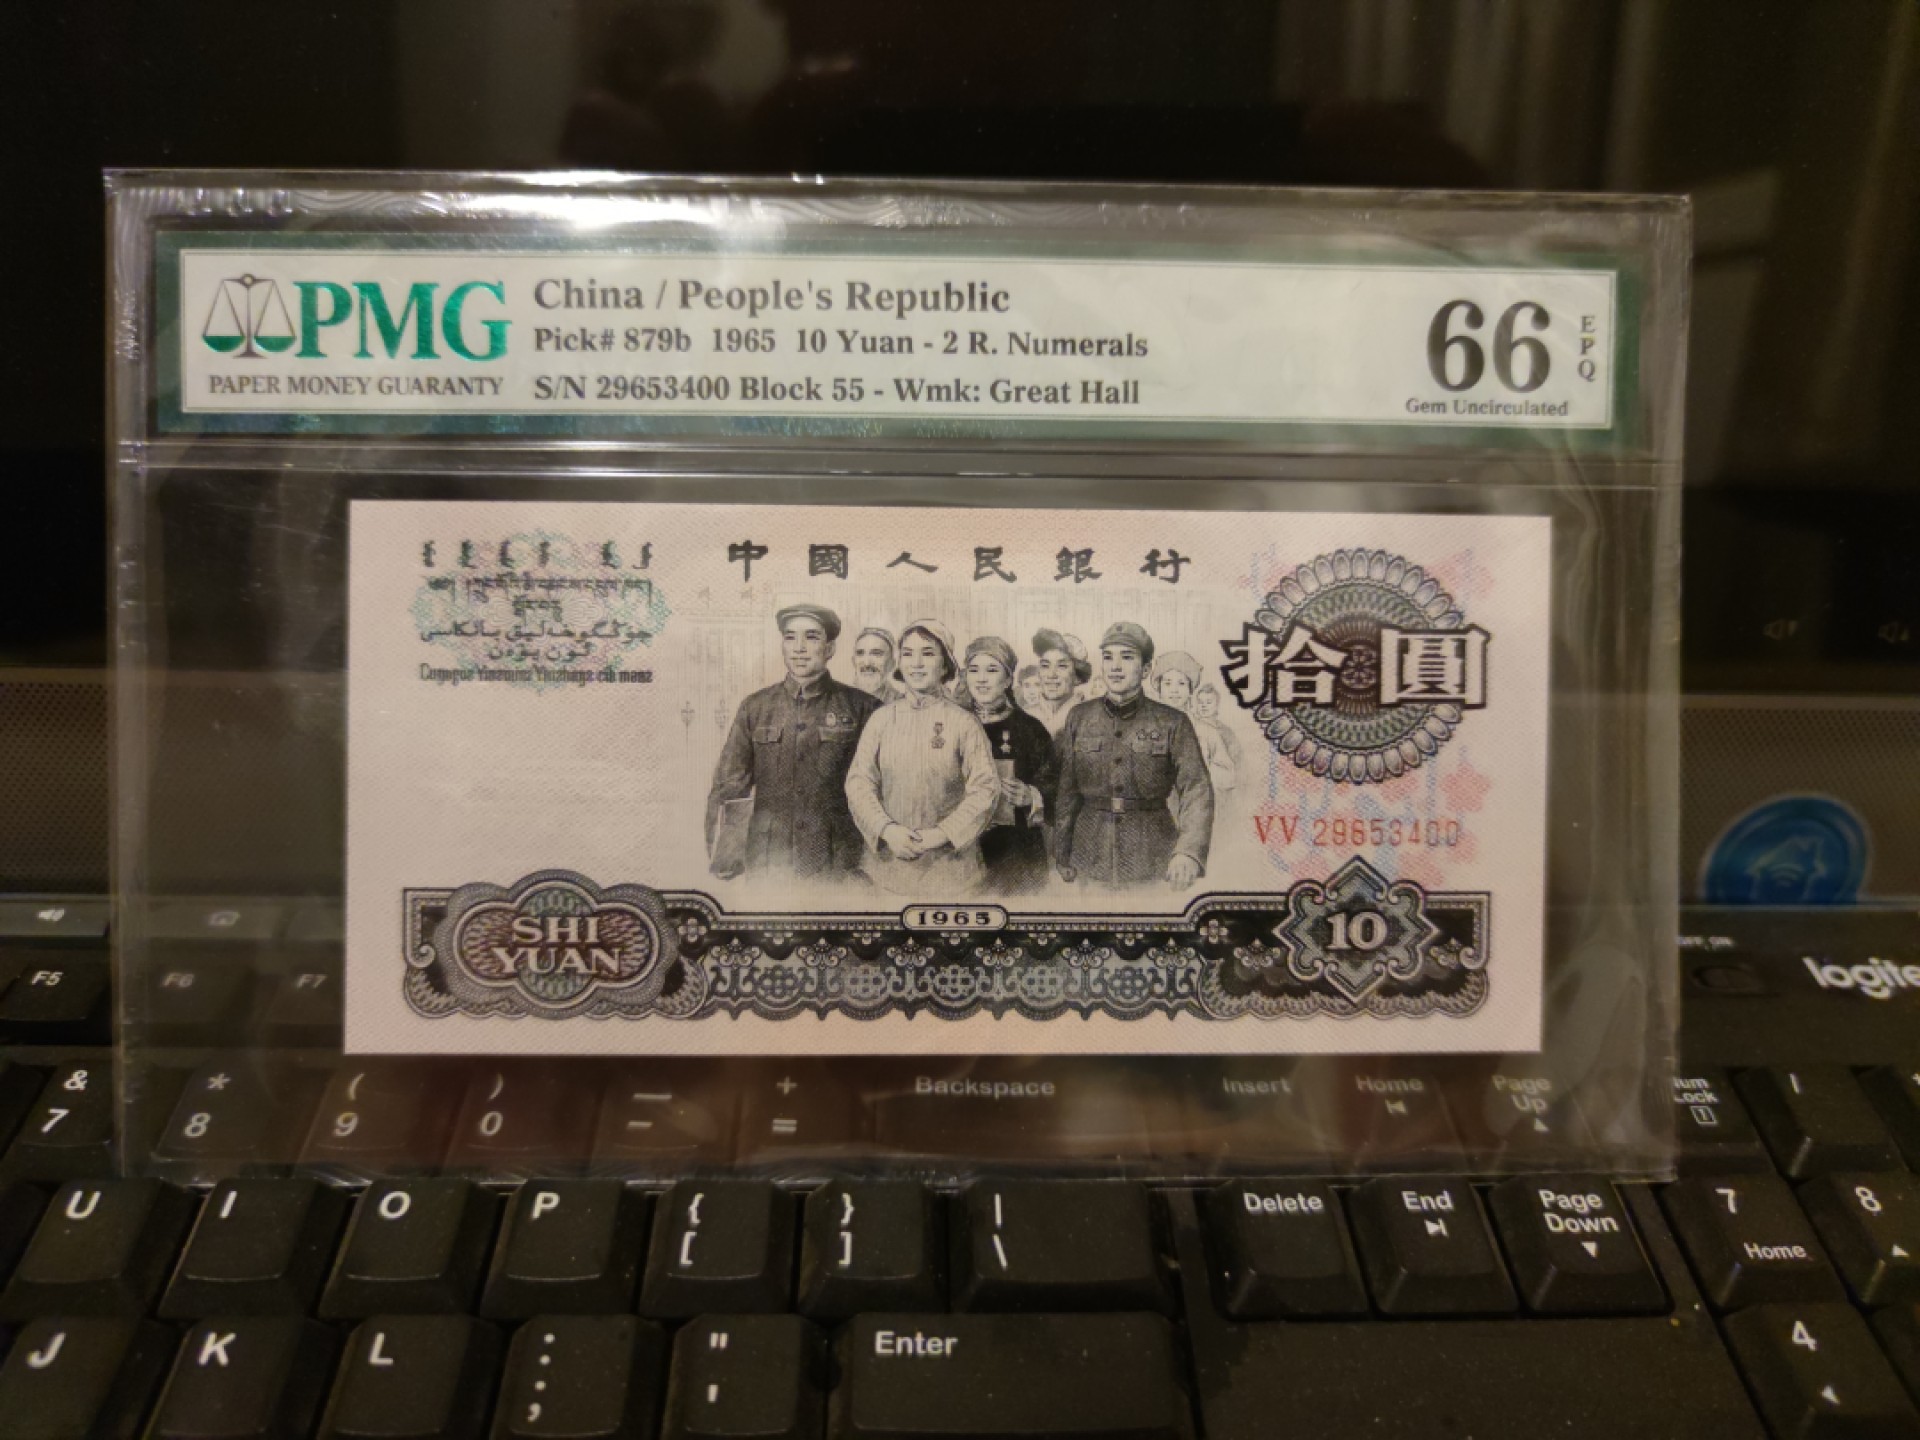 PMG
PAPER MONEY GUARANTY
China / People's Republic
Pick# 879b 1965 10 Yuan - 2 R. Numerals
S/N 29653400 Block 55 - Wmk: Great Hall
66
EPQ
Gem Uncirculated
中國人民銀行
拾圓
VV 29653400
1965
SHI
YUAN
10
logite
F5
F6
F7
& * ( ) — + Backspace Insert Home Page
7 8 9 0 - = Up
Lock
1
U I O P { } | Delete End Page 7 8
[ ] \ Down Home
J K L : " Enter 4
; '